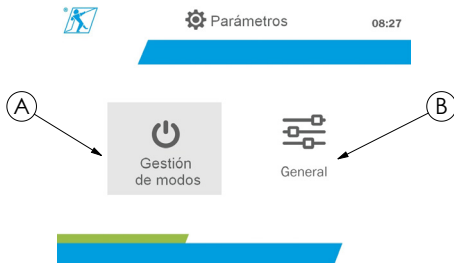 Parámetros
08:27
A
B
Gestión
de modos
General